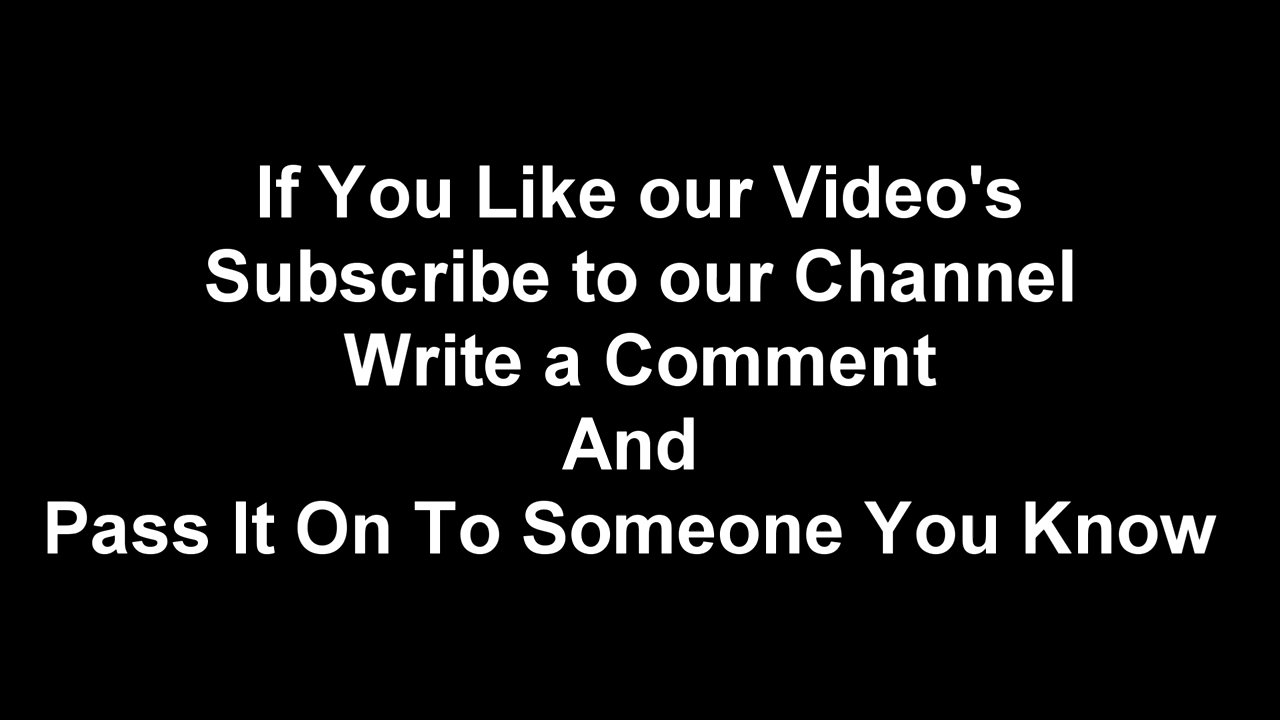 If You Like our Video's
Subscribe to our Channel
Write a Comment
And
Pass It On To Someone You Know